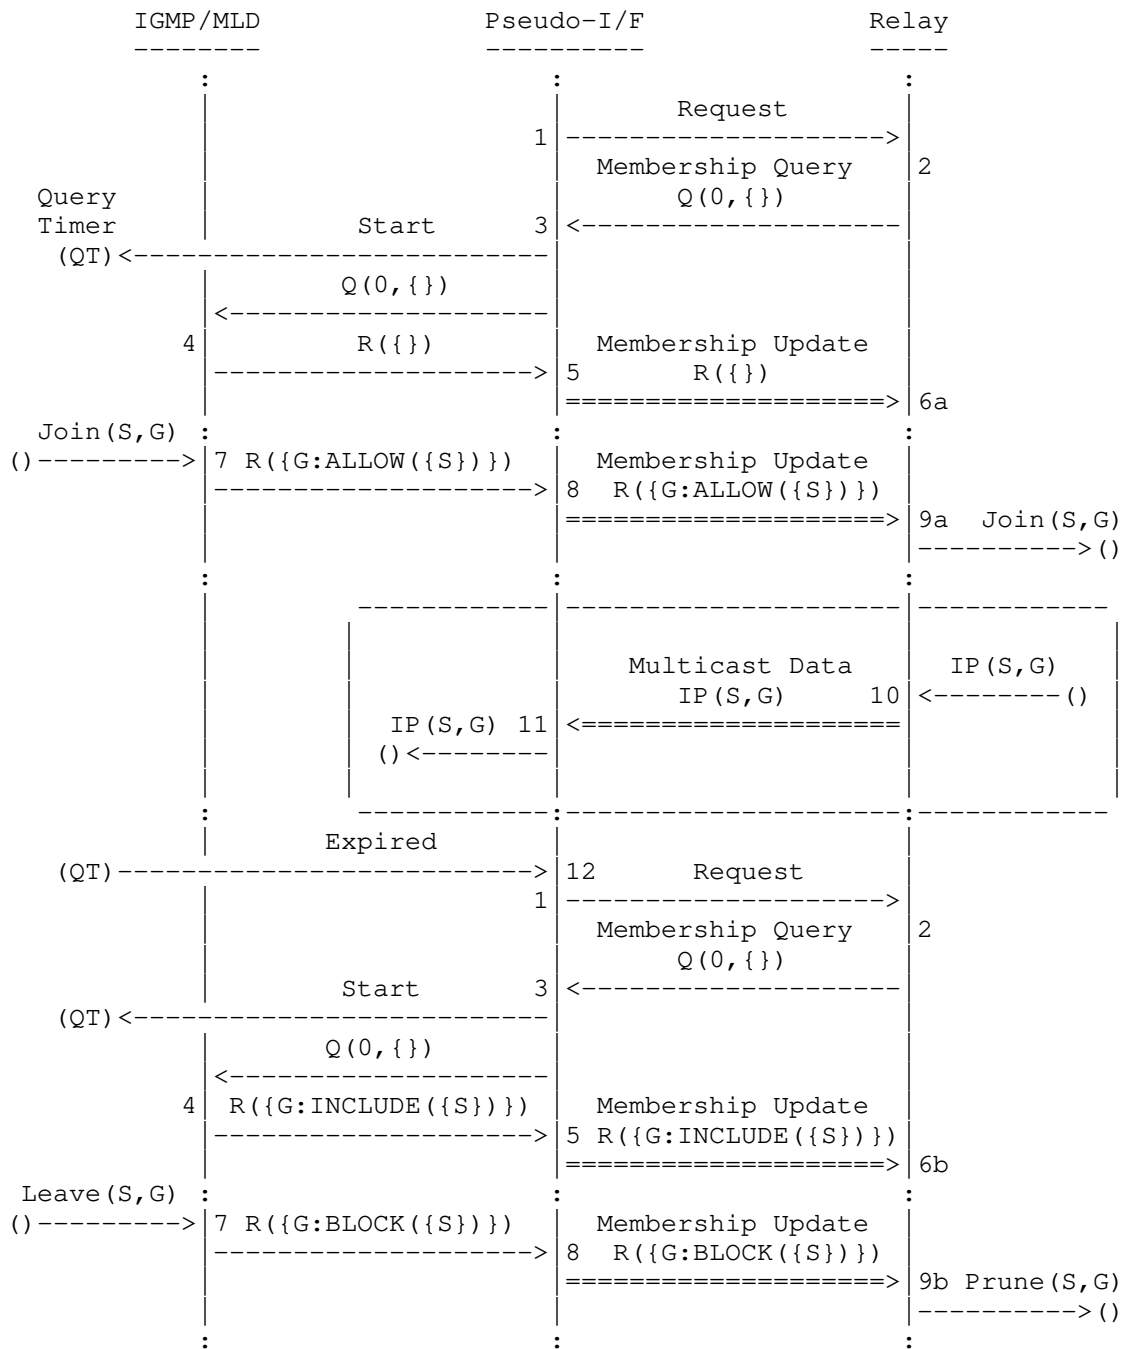 IGMP/MLD Pseudo-I/F Relay
-------- ---------- -----
: : :
Request
1 -------------------->
Membership Query 2
Query Q(0,{})
Timer Start 3 <--------------------
(QT)<--------------------------
Q(0,{})
<--------------------
4 R({}) Membership Update
--------------------> 5 R({})
====================> 6a
Join(S,G) : : :
()---------> 7 R({G:ALLOW({S})}) Membership Update
--------------------> 8 R({G:ALLOW({S})})
====================> 9a Join(S,G)
---------->()
: : :
------------ --------------------- ------------
Multicast Data IP(S,G)
IP(S,G) 10 <--------()
IP(S,G) 11 <====================
()<--------
: ------------:---------------------:------------
Expired
(QT)--------------------------> 12 Request
1 -------------------->
Membership Query 2
Q(0,{})
Start 3 <--------------------
(QT)<--------------------------
Q(0,{})
<--------------------
4 R({G:INCLUDE({S})}) Membership Update
--------------------> 5 R({G:INCLUDE({S})})
====================> 6b
Leave(S,G) : : :
()---------> 7 R({G:BLOCK({S})}) Membership Update
--------------------> 8 R({G:BLOCK({S})})
====================> 9b Prune(S,G)
---------->()
: : :